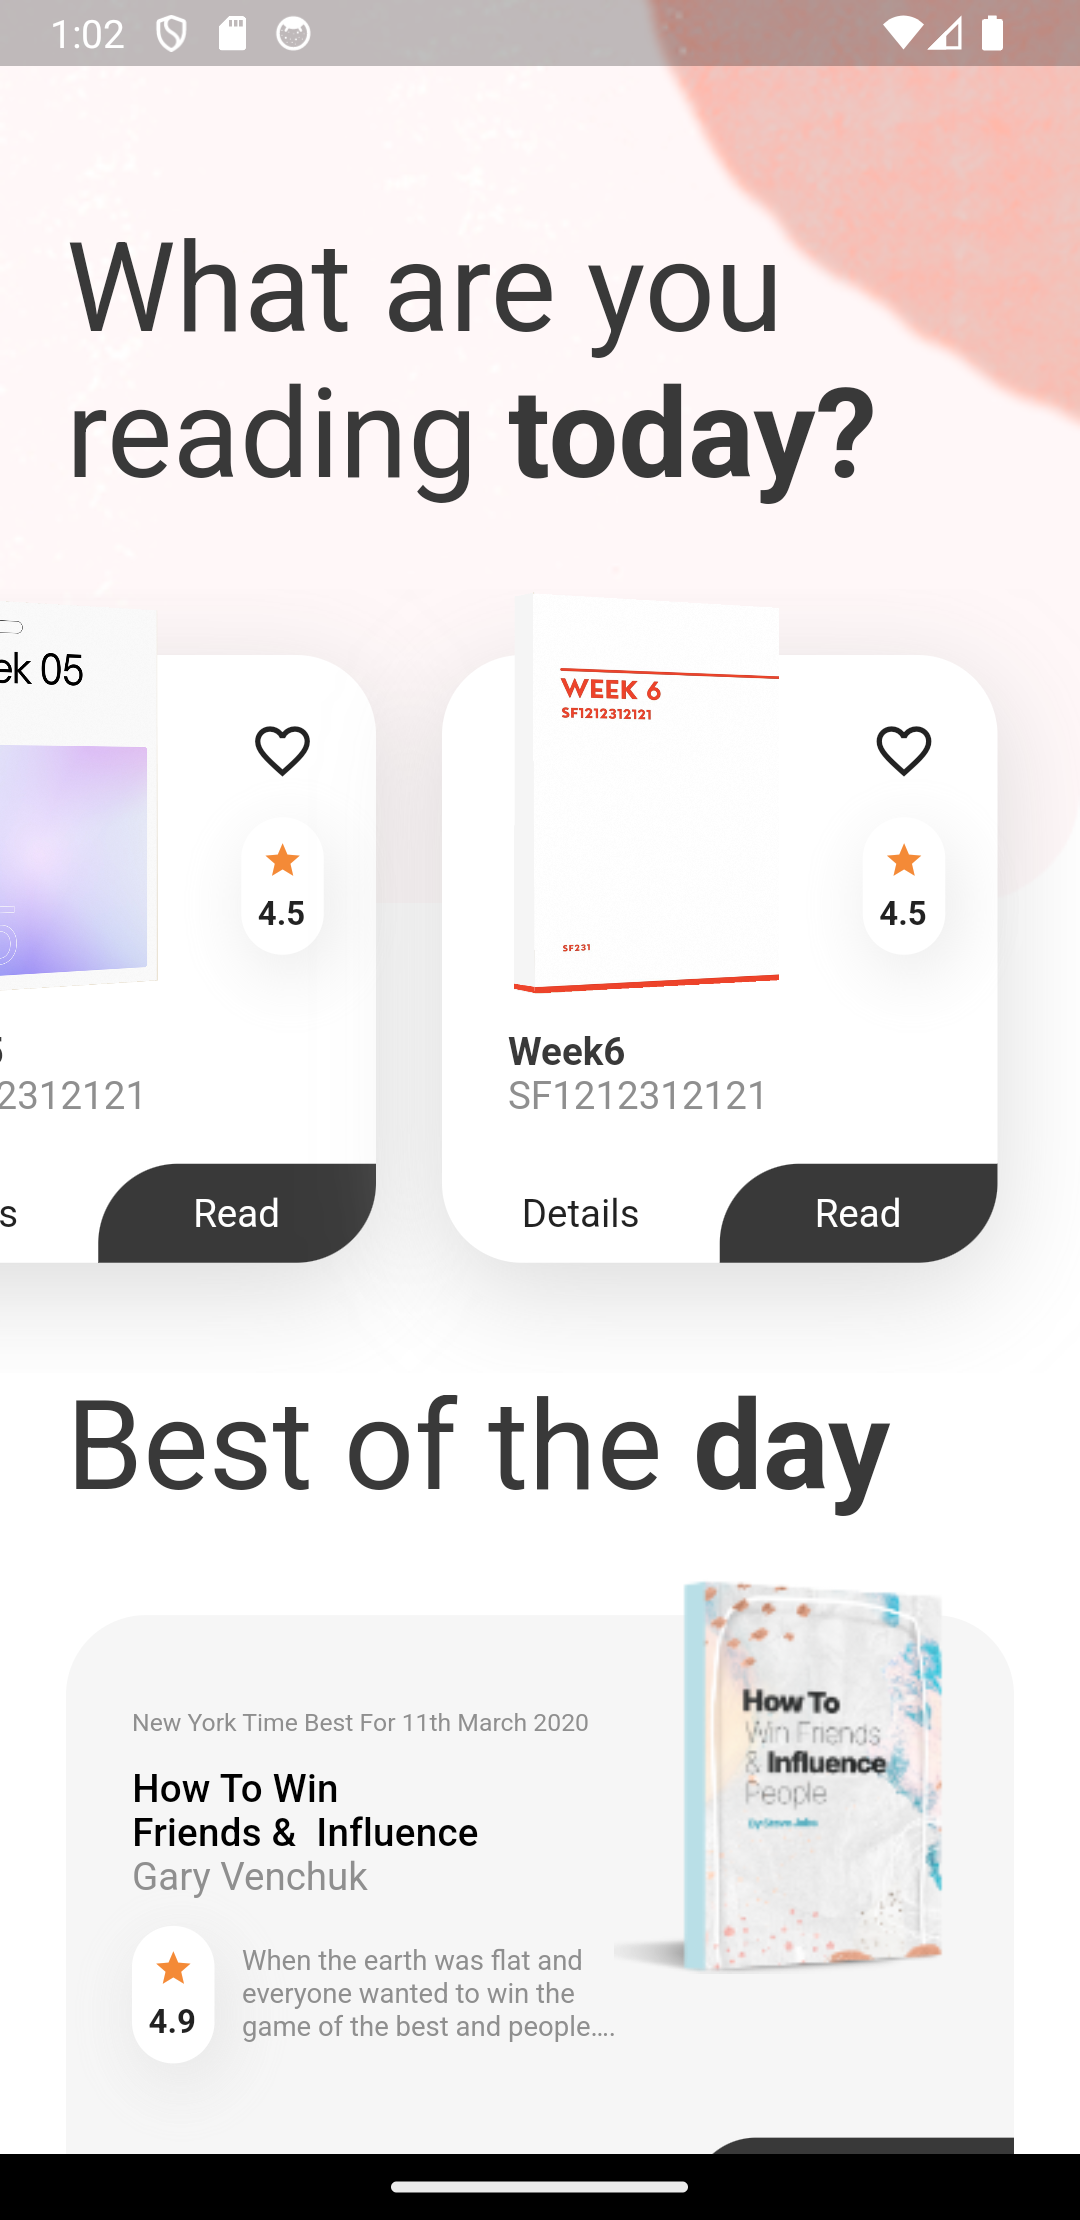 1:02
What are you
reading today?
ek 05
WEEK 6
SF1212312121
4.5
4.5
SF231
Week6
2312121
SF1212312121
s
Read
Details
Read
Best of the day
How To
Win Friends
& Influence
People
By Steve Jobs
New York Time Best For 11th March 2020
How To Win
Friends &  Influence
Gary Venchuk
When the earth was flat and
everyone wanted to win the
game of the best and people....
4.9